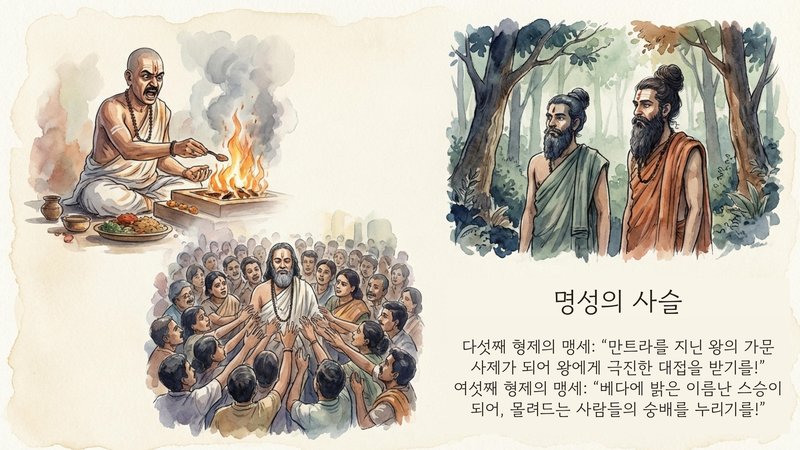 명성의 사슬
다섯째 형제의 맹세: “만트라를 지닌 왕의 가문
사제가 되어 왕에게 극진한 대접을 받기를!”
여섯째 형제의 맹세: “베다에 밝은 이름난 스승이
되어, 몰려드는 사람들의 숭배를 누리기를!”